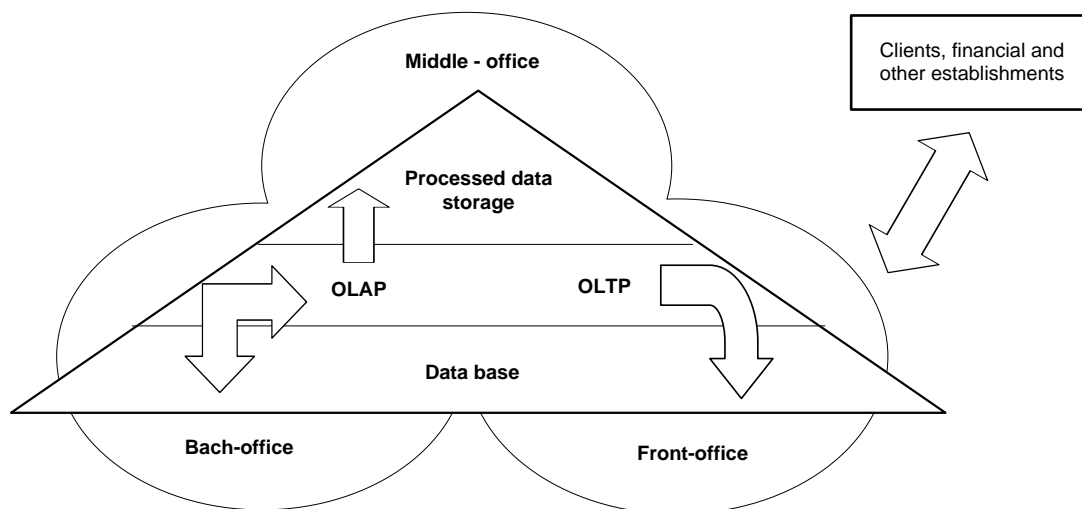 Middle - office
Clients, financial and
other establishments
Processed data
storage
OLAP
OLTP
Data base
Bach-office
Front-office